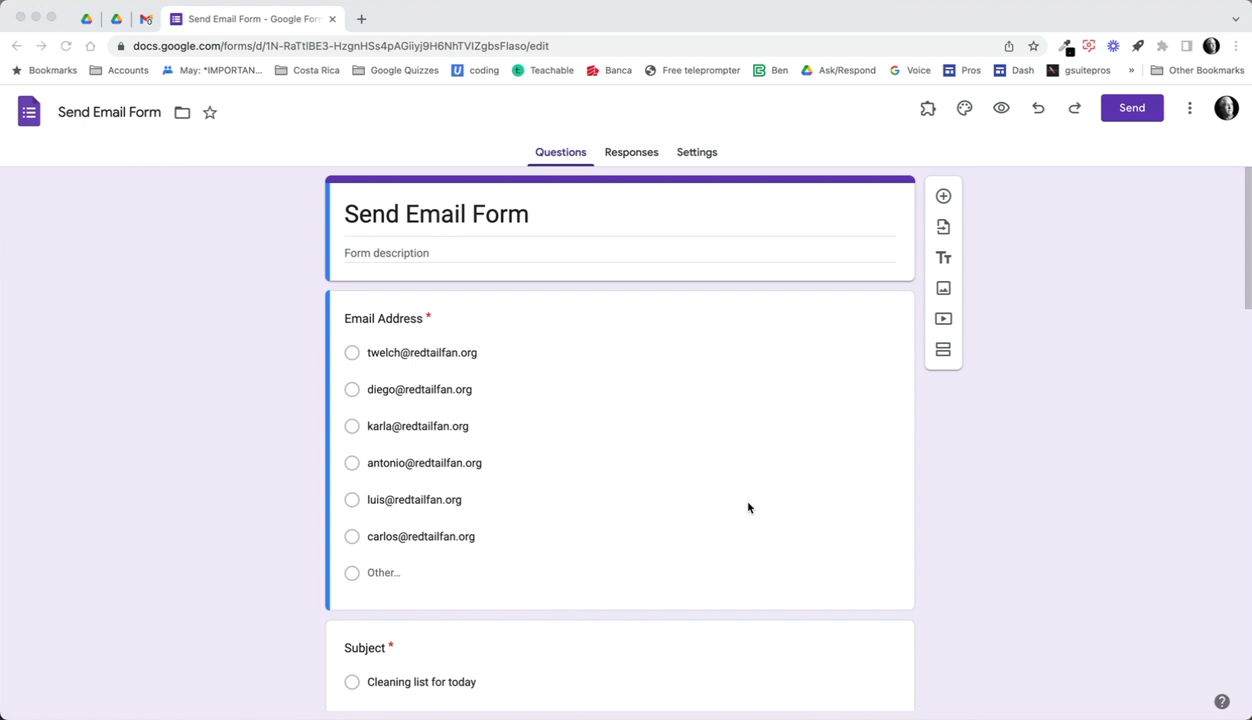 Send Email Form - Google For
docs.google.com/forms/d/1N-RaTtlBE3-HzgnHSs4pAGiiyj9H6NhTVIZgbsFlaso/edit
Bookmarks Accounts May: *IMPORTAN... Costa Rica Google Quizzes coding Teachable Banca Free teleprompter Ben Ask/Respond Voice Pros Dash gsuitepros » Other Bookmarks
Send Email Form
Send
Questions Responses Settings
Send Email Form
Form description
Email Address *
twelch@redtailfan.org
diego@redtailfan.org
karla@redtailfan.org
antonio@redtailfan.org
luis@redtailfan.org
carlos@redtailfan.org
Other...
Subject *
Cleaning list for today